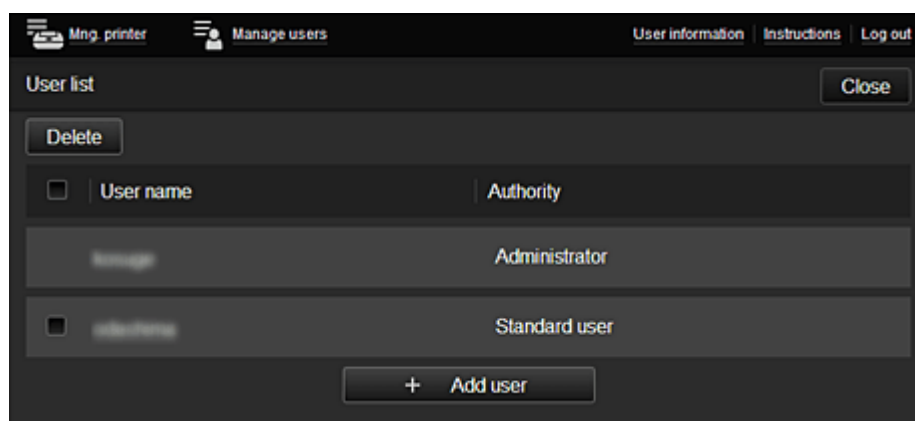 Mng. printer Manage users User information Instructions Log out
User list Close
Delete
User name Authority
Administrator
Standard user
+ Add user